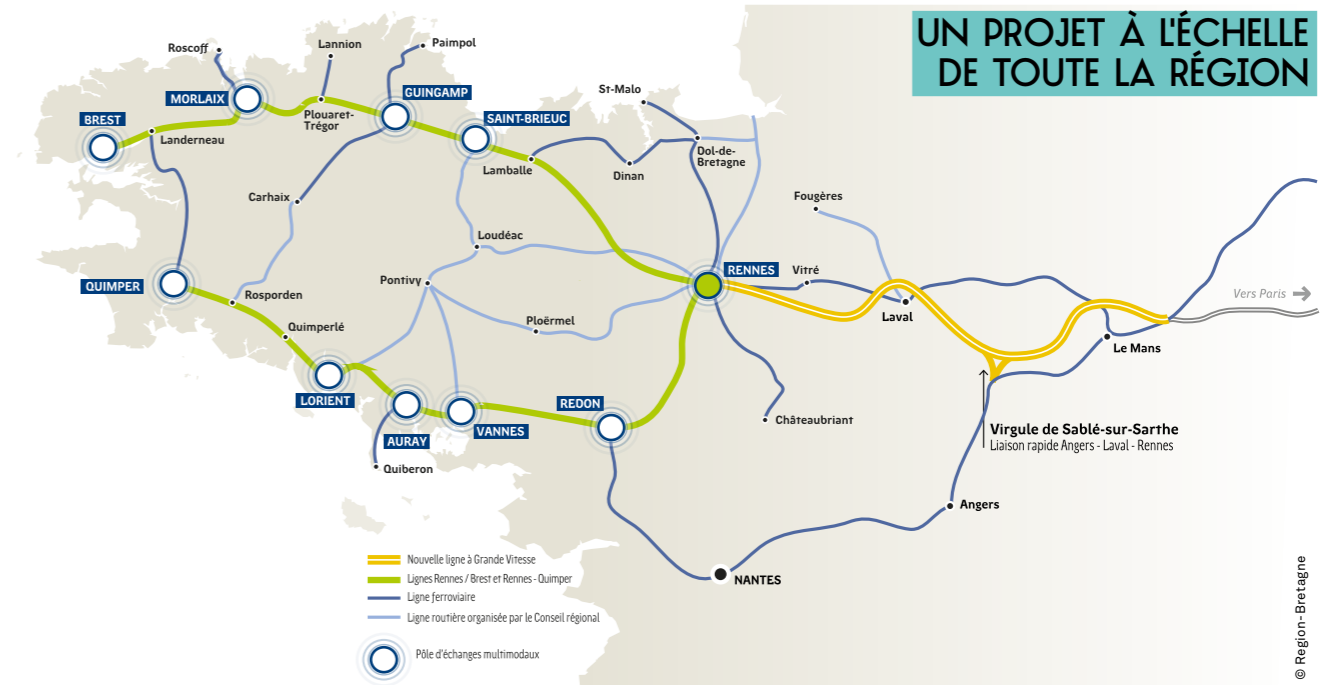 UN PROJET À L'ÉCHELLE
DE TOUTE LA RÉGION
Roscoff
Lannion
Paimpol
MORLAIX
GUINGAMP
BREST
Plouaret-
Trégor
SAINT-BRIEUC
St-Malo
Landerneau
Lamballe
Dinan
Dol-de-
Bretagne
Carhaix
Fougères
Loudéac
QUIMPER
Pontivy
RENNES
Vitré
Rosporden
Laval
Vers Paris
Quimperlé
Ploërmel
Le Mans
LORIENT
REDON
Châteaubriant
AURAY
VANNES
Virgule de Sablé-sur-Sarthe
Liaison rapide Angers - Laval - Rennes
Quiberon
Angers
NANTES
Nouvelle ligne à Grande Vitesse
Lignes Rennes / Brest et Rennes - Quimper
Ligne ferroviaire
Ligne routière organisée par le Conseil régional
Pôle d'échanges multimodaux
© Region-Bretagne